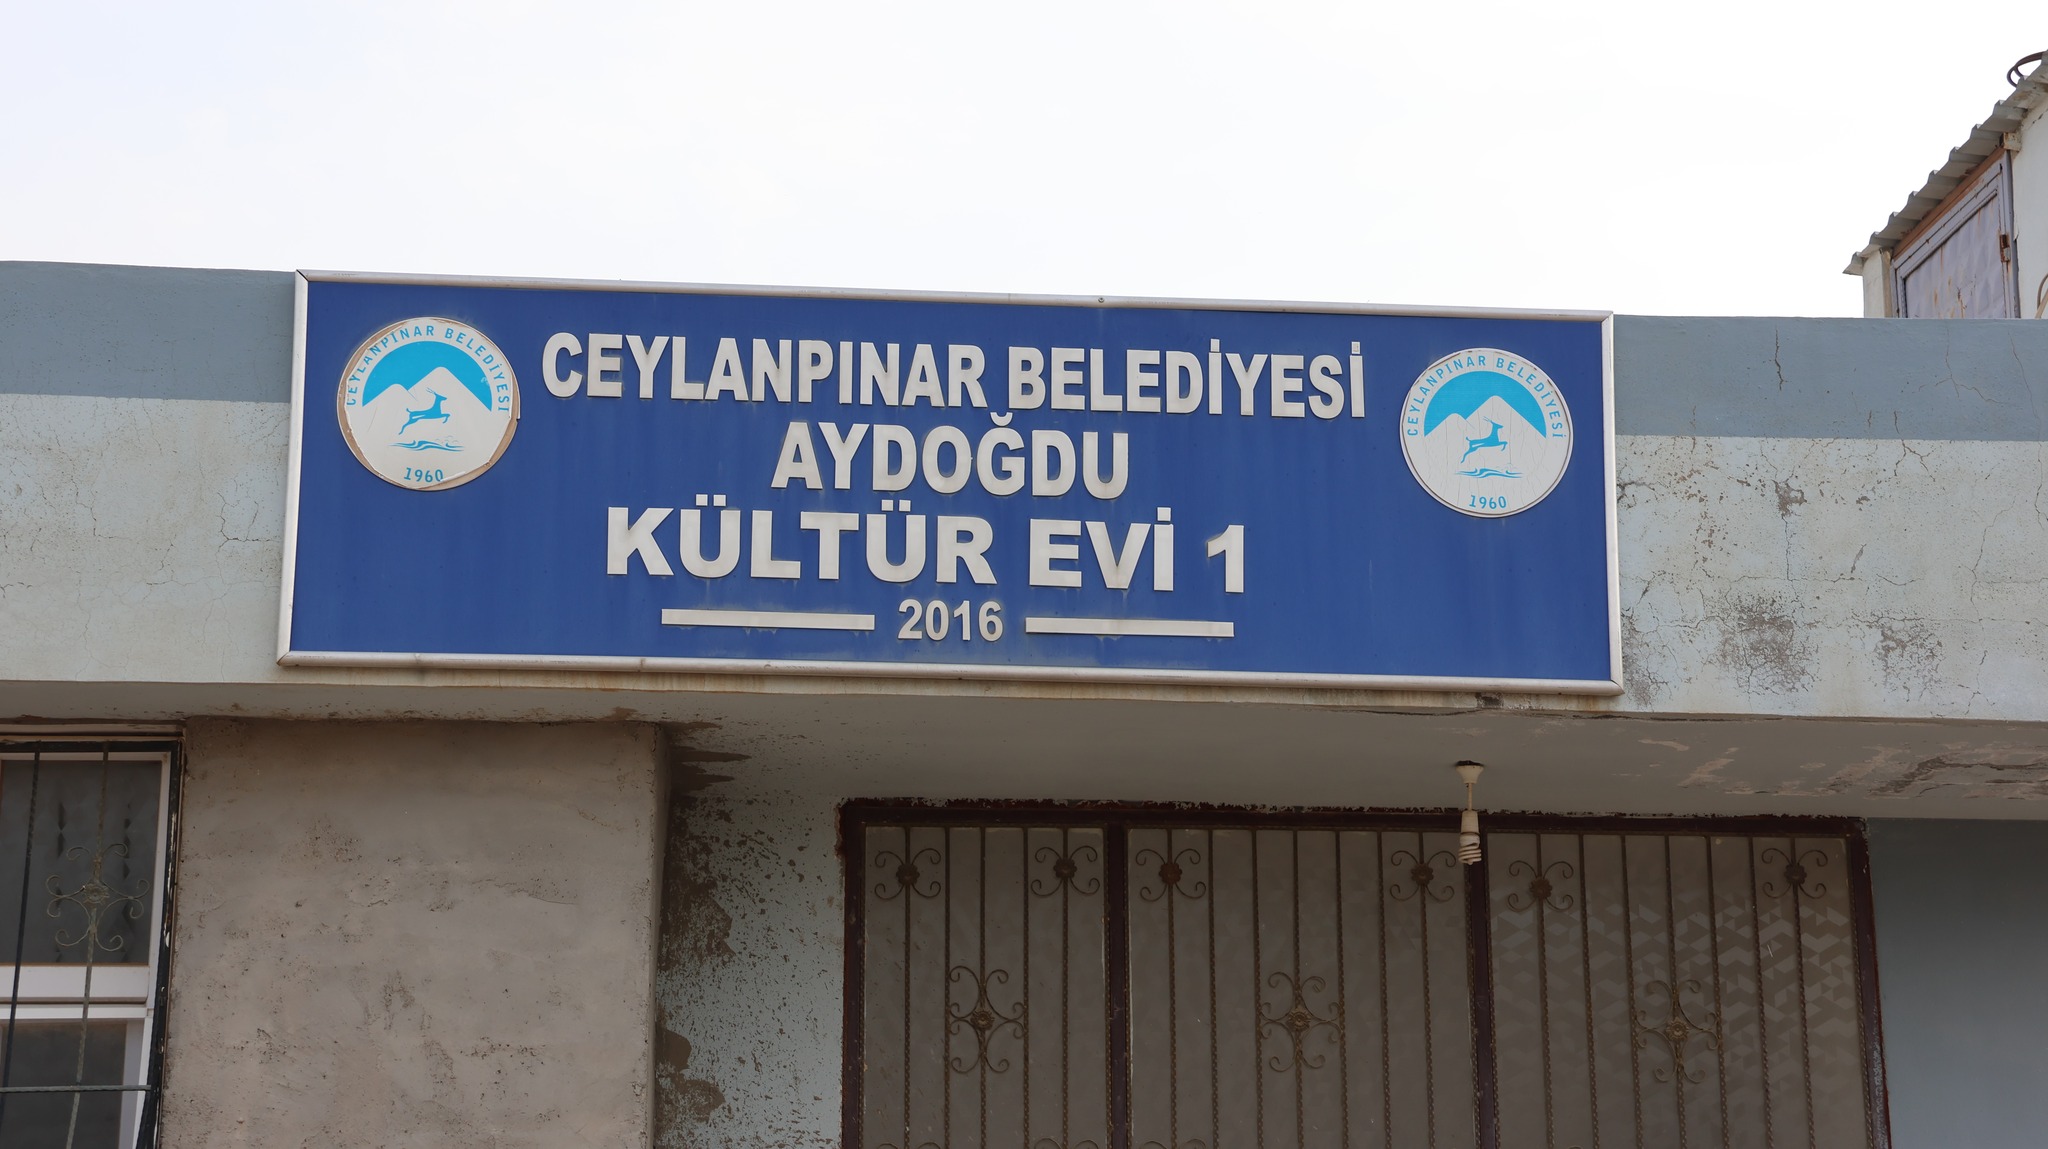 CEYLANPINAR BELEDİYESİ
1960
CEYLANPINAR BELEDİYESİ
AYDOĞDU
KÜLTÜR EVİ 1
2016
CEYLANPINAR BELEDİYESİ
1960